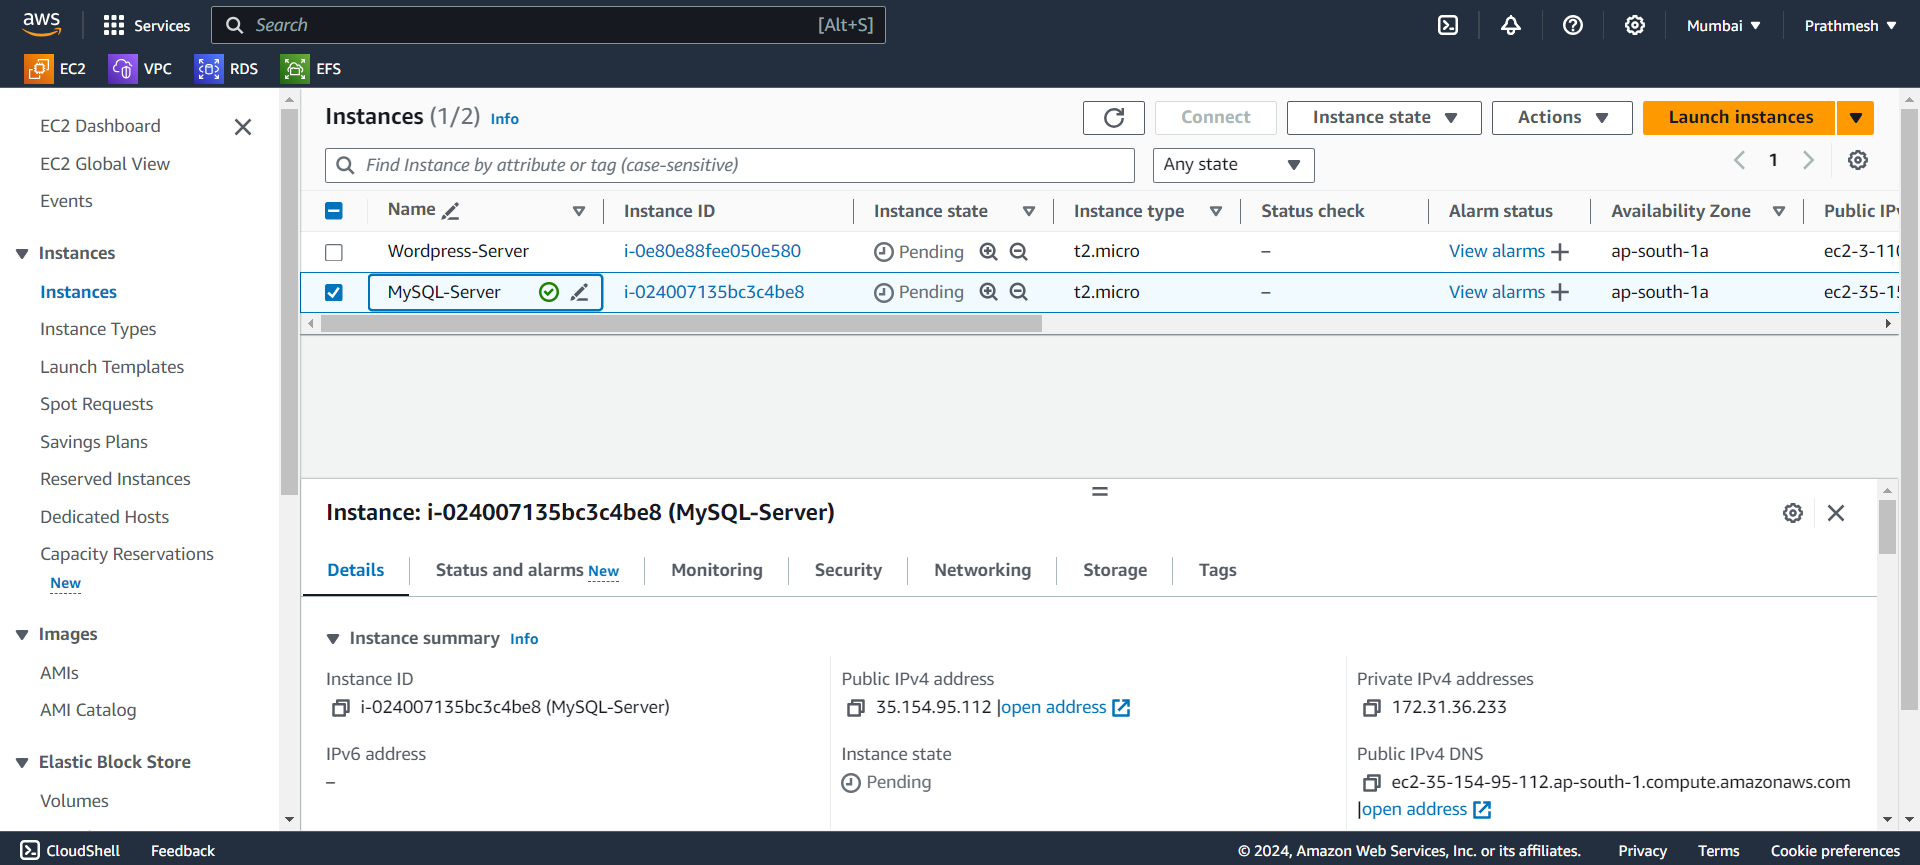 aws
Services
Search
[Alt+S]
Mumbai
Prathmesh
EC2
VPC
RDS
EFS
EC2 Dashboard
EC2 Global View
Events
Instances
Instances
Instance Types
Launch Templates
Spot Requests
Savings Plans
Reserved Instances
Dedicated Hosts
Capacity Reservations
New
Images
AMIs
AMI Catalog
Elastic Block Store
Volumes
Instances (1/2) Info
Connect
Instance state
Actions
Launch instances
Find Instance by attribute or tag (case-sensitive)
Any state
1
Name Instance ID Instance state Instance type Status check Alarm status Availability Zone Public IP
Wordpress-Server i-0e80e88fee050e580 Pending t2.micro – View alarms + ap-south-1a ec2-3-110
MySQL-Server i-024007135bc3c4be8 Pending t2.micro – View alarms + ap-south-1a ec2-35-15
Instance: i-024007135bc3c4be8 (MySQL-Server)
Details Status and alarms New Monitoring Security Networking Storage Tags
Instance summary Info
Instance ID
i-024007135bc3c4be8 (MySQL-Server)
Public IPv4 address
35.154.95.112 |open address
Private IPv4 addresses
172.31.36.233
IPv6 address
–
Instance state
Pending
Public IPv4 DNS
ec2-35-154-95-112.ap-south-1.compute.amazonaws.com
|open address
CloudShell
Feedback
© 2024, Amazon Web Services, Inc. or its affiliates.
Privacy
Terms
Cookie preferences